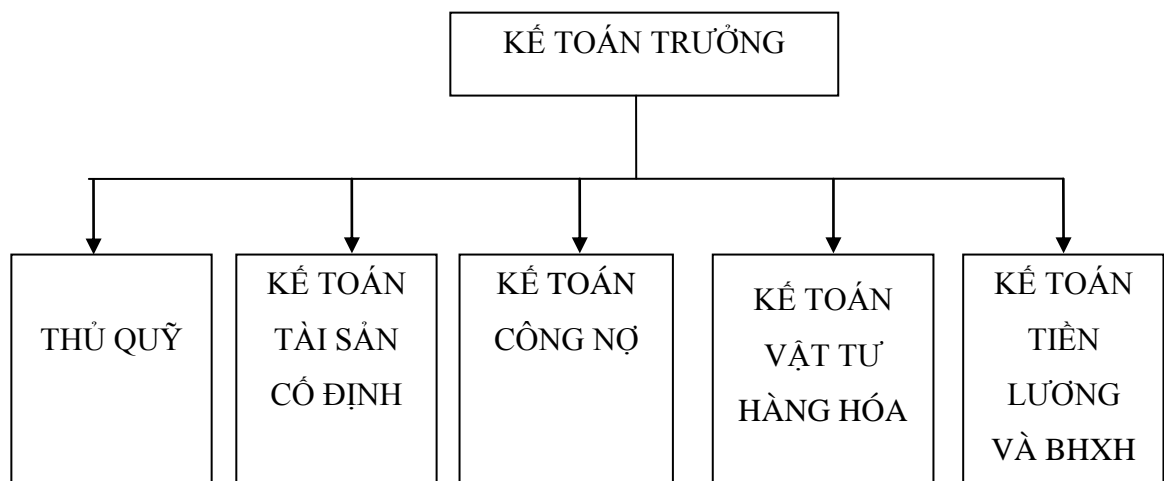 KẾ TOÁN TRƯỞNG
THỦ QUỸ
KẾ TOÁN
TÀI SẢN
CỐ ĐỊNH
KẾ TOÁN
CÔNG NỢ
KẾ TOÁN
VẬT TƯ
HÀNG HÓA
KẾ TOÁN
TIỀN
LƯƠNG
VÀ BHXH